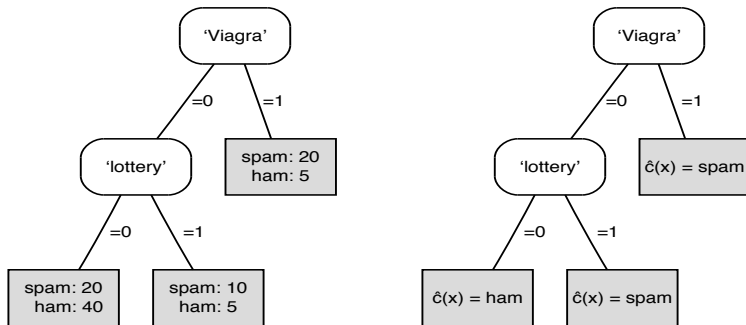 ‘Viagra’
=0
=1
‘lottery’
spam: 20
ham: 5
=0
=1
spam: 20
ham: 40
spam: 10
ham: 5
‘Viagra’
=0
=1
‘lottery’
ĉ(x) = spam
=0
=1
ĉ(x) = ham
ĉ(x) = spam